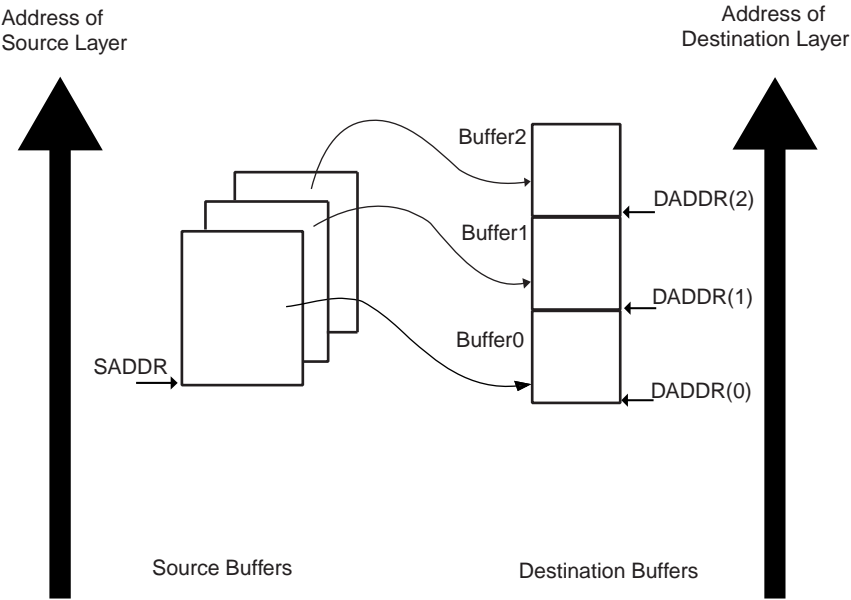 Address of
Source Layer
Address of
Destination Layer
Buffer2
DADDR(2)
Buffer1
DADDR(1)
Buffer0
SADDR
DADDR(0)
Source Buffers
Destination Buffers